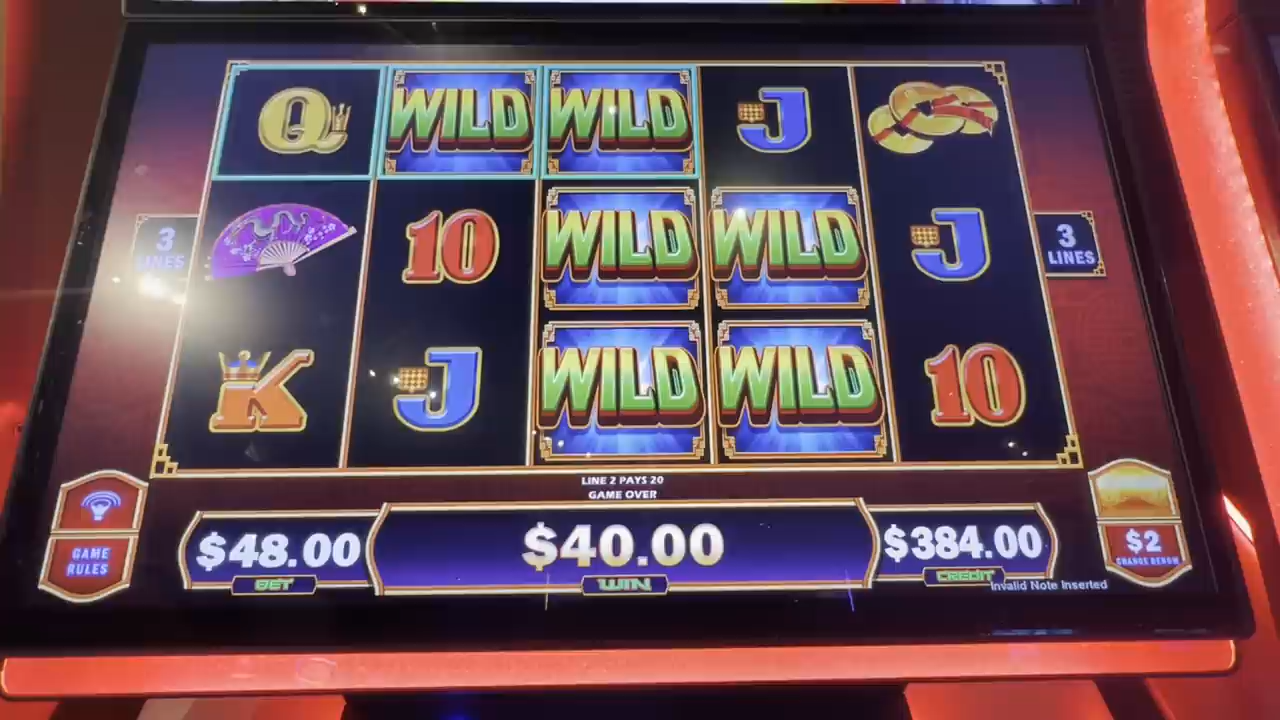 Q WILD WILD J
3 LINES 10 WILD WILD J 3 LINES
K J WILD WILD 10
LINE 2 PAYS 20
GAME OVER
GAME RULES
$48.00
BET
$40.00
WIN
$384.00
CREDIT
Invalid Note Inserted
$2
CHANGE DENOM